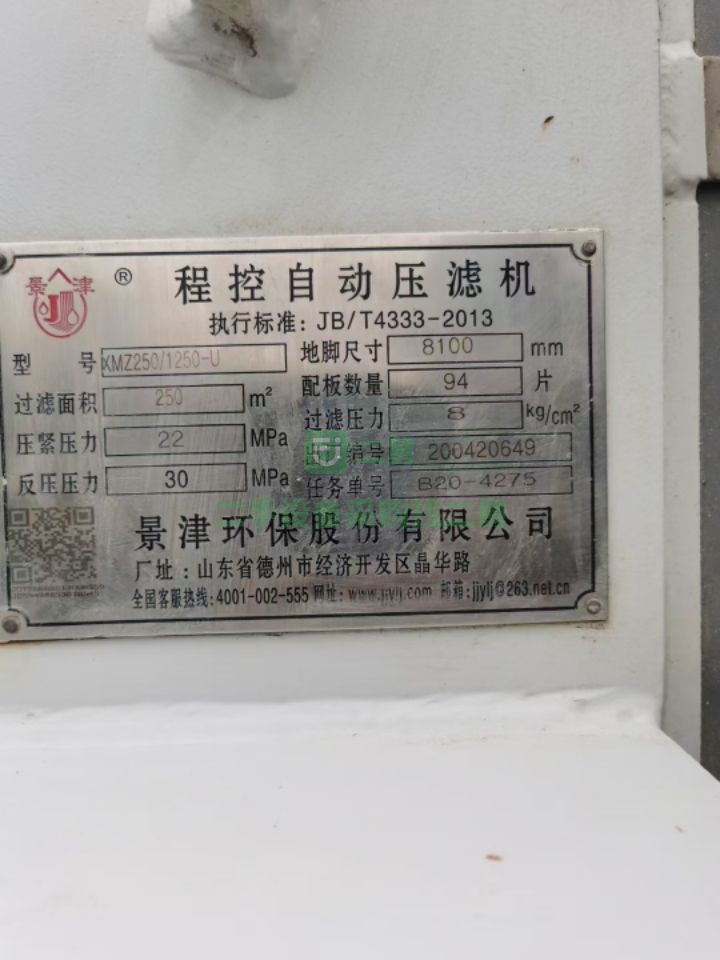 景津 ® 程控自动压滤机
执行标准: JB/T4333-2013
型 号 XMZ250/1250-U 地脚尺寸 8100 mm
过滤面积 250 m² 配板数量 94 片
压紧压力 22 MPa 过滤压力 8 kg/cm²
编号 200420649
反压压力 30 MPa 任务单号 B20-4275
景津环保股份有限公司
厂址：山东省德州市经济开发区晶华路
全国客服热线:4001-002-555 网址: www.jjylj.com 邮箱:jjylj@263.net.cn